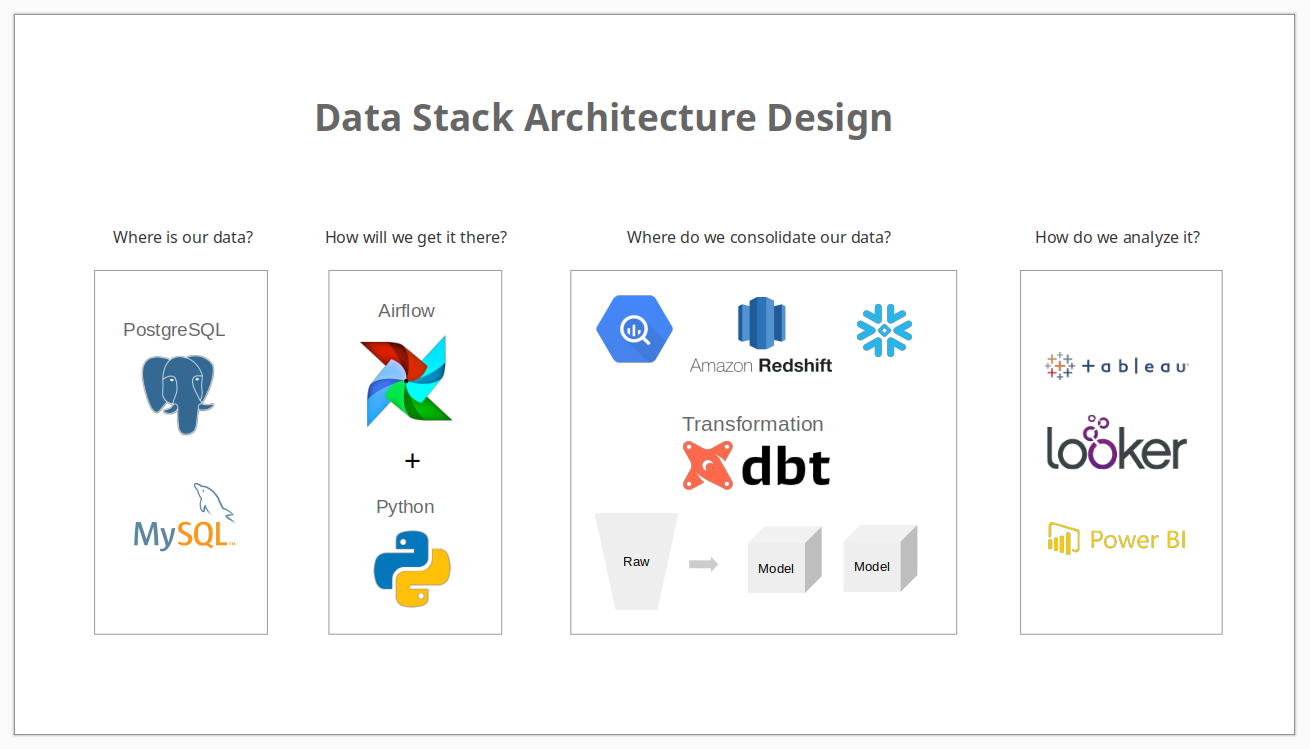 Data Stack Architecture Design
Where is our data?
How will we get it there?
Where do we consolidate our data?
How do we analyze it?
PostgreSQL
MySQL™
Airflow
+
Python
Amazon Redshift
Transformation
dbt
Raw
Model
Model
tableau
looker
Power BI